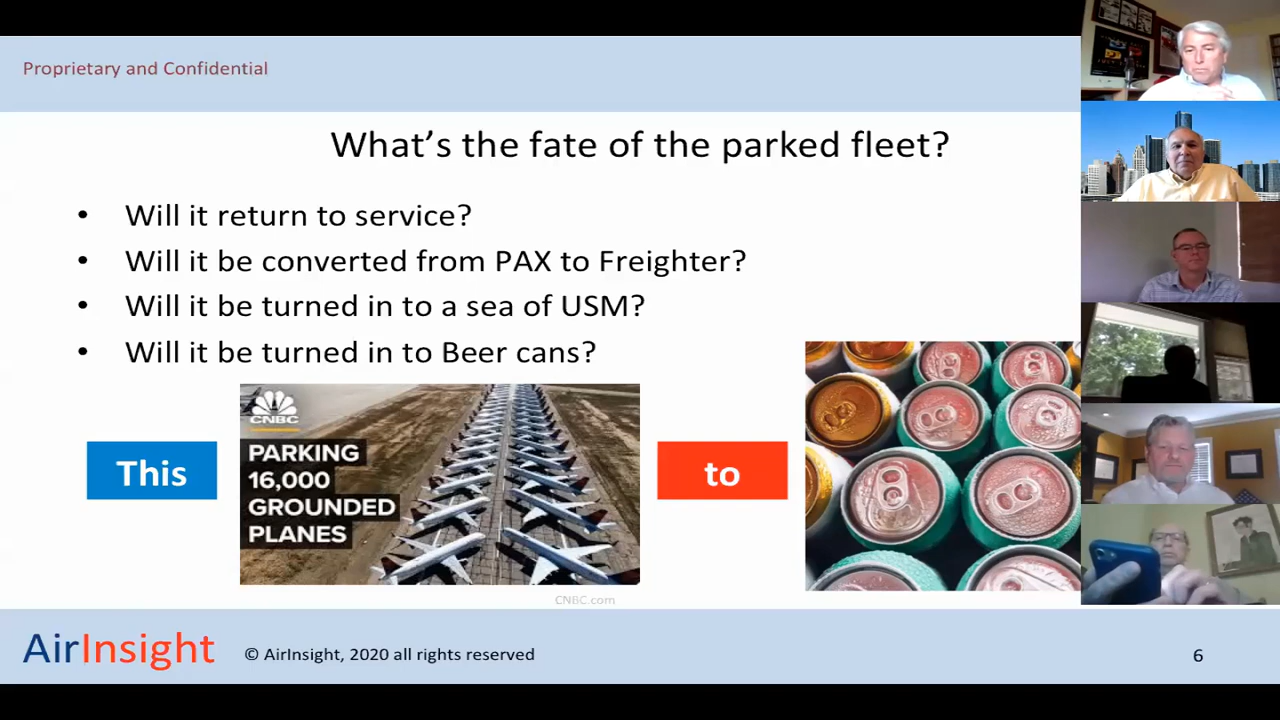 Proprietary and Confidential
What's the fate of the parked fleet?
• Will it return to service?
• Will it be converted from PAX to Freighter?
• Will it be turned in to a sea of USM?
• Will it be turned in to Beer cans?
This
CNBC
PARKING
16,000
GROUNDED
PLANES
to
CNBC.com
AirInsight
© AirInsight, 2020 all rights reserved
6